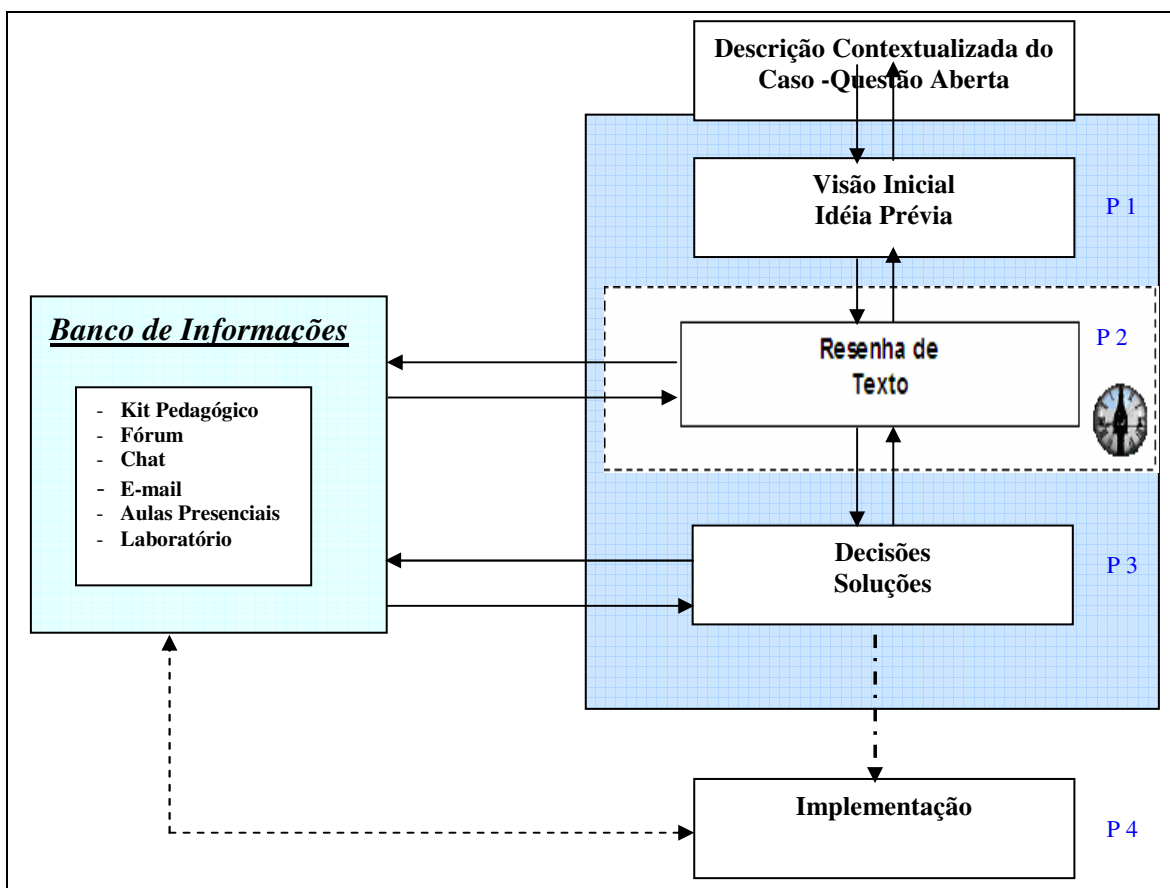 Descrição Contextualizada do
Caso -Questão Aberta
Visão Inicial
Idéia Prévia
P 1
Banco de Informações
- Kit Pedagógico
- Fórum
- Chat
- E-mail
- Aulas Presenciais
- Laboratório
Resenha de
Texto
P 2
Decisões
Soluções
P 3
Implementação
P 4